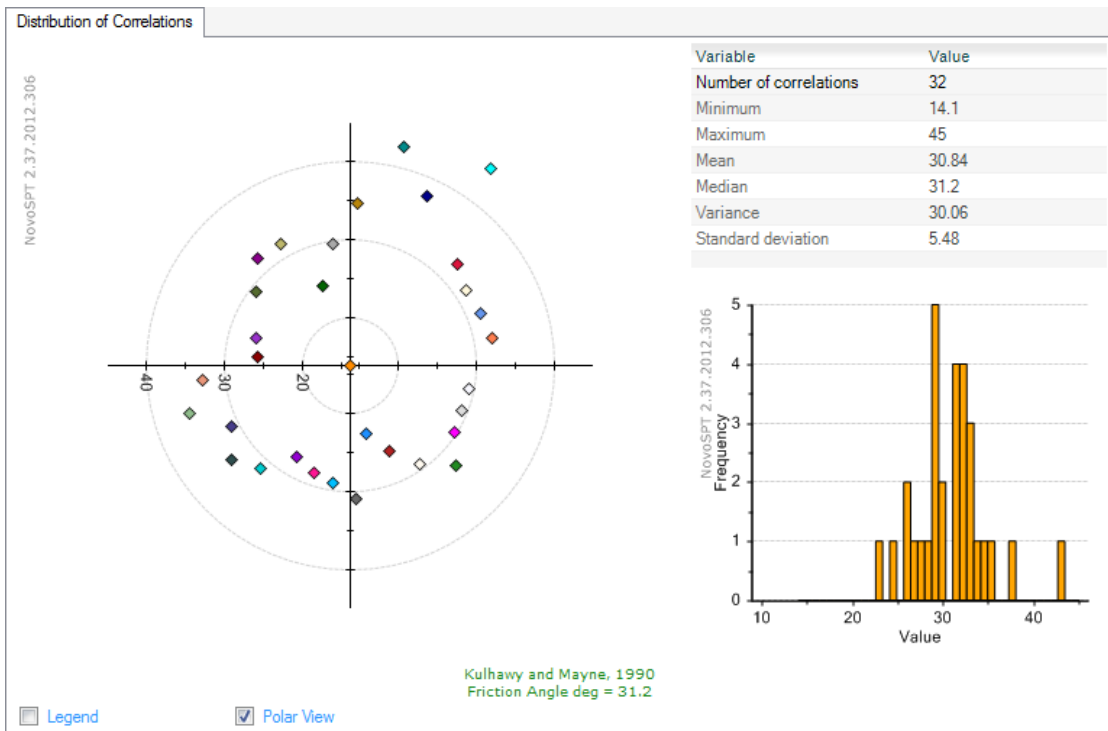 Distribution of Correlations
NovoSPT 2.37.2012.306
40
30
20
Variable Value
Number of correlations 32
Minimum 14.1
Maximum 45
Mean 30.84
Median 31.2
Variance 30.06
Standard deviation 5.48
NovoSPT 2.37.2012.306
Frequency
5
4
3
2
1
0
10 20 30 40
Value
Kulhawy and Mayne, 1990
Friction Angle deg = 31.2
Legend Polar View